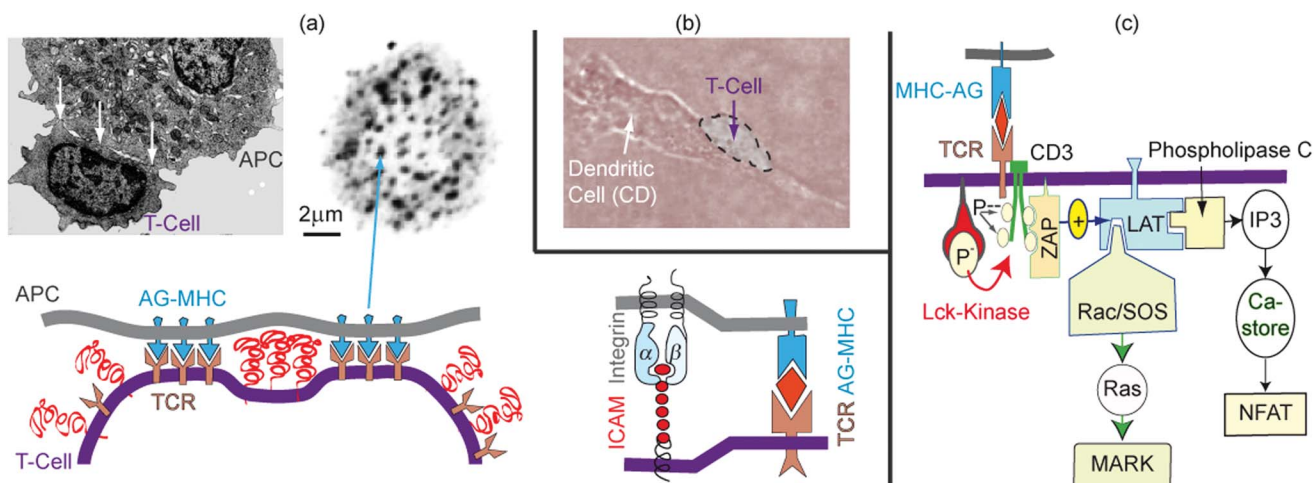 (a)
APC
T-Cell
2μm
APC
AG-MHC
TCR
T-Cell
(b)
T-Cell
Dendritic
Cell (CD)
ICAM Integrin
α
β
TCR AG-MHC
(c)
MHC-AG
TCR
CD3
Phospholipase C
P--
P-
ZAP
+
LAT
IP3
Lck-Kinase
Rac/SOS
Ca-
store
Ras
NFAT
MARK